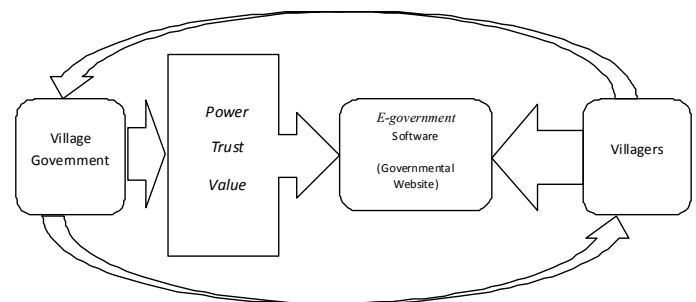 Village
Government
Power
Trust
Value
E-government
Software
(Governmental
Website)
Villagers